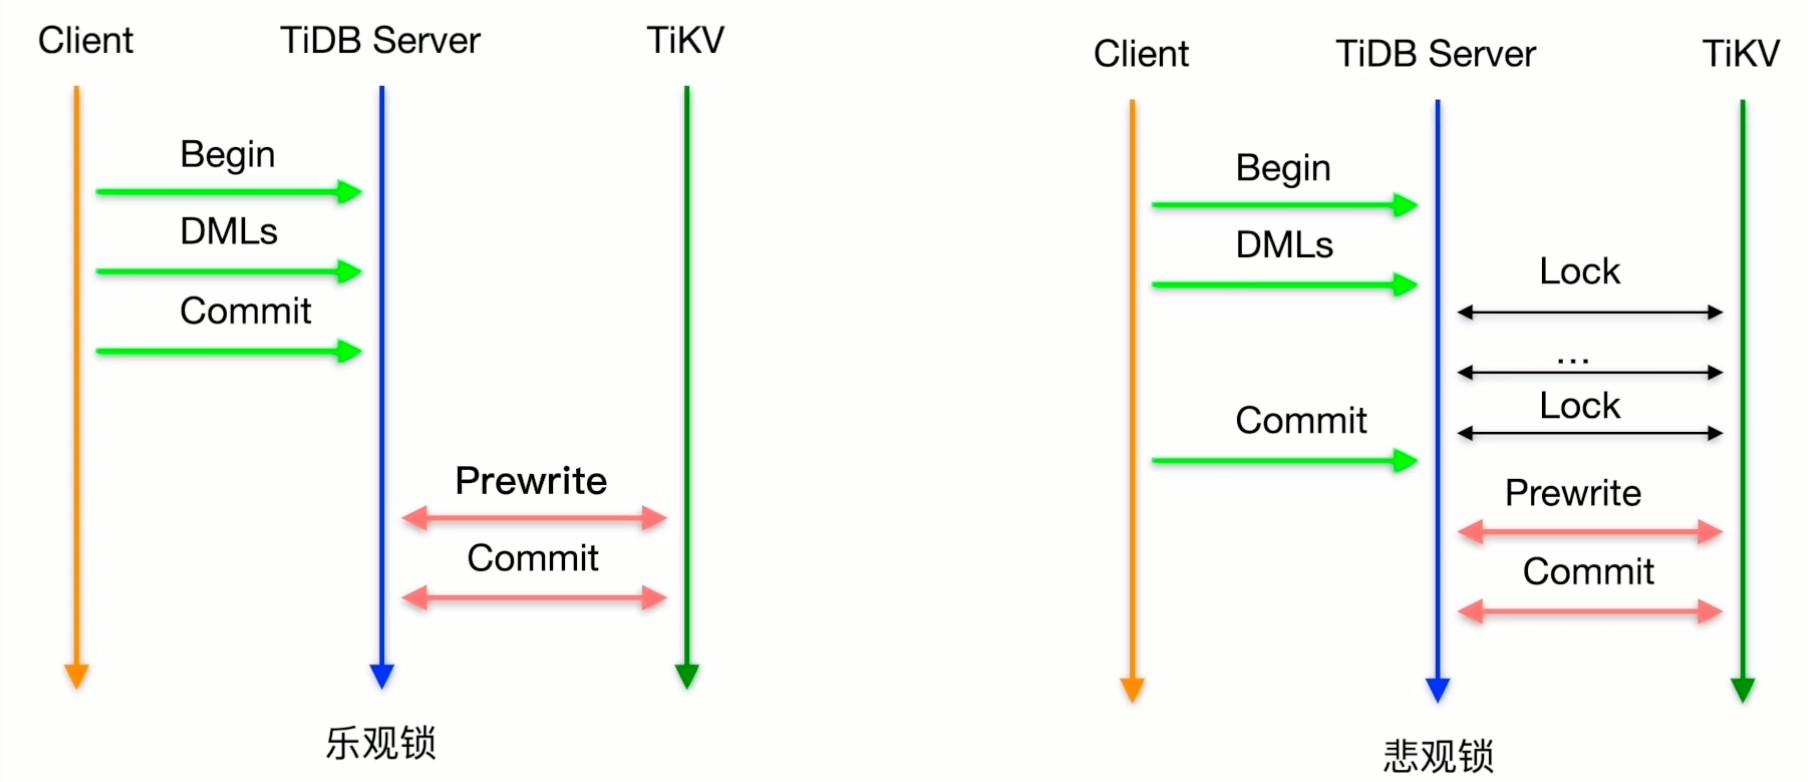 Client TiDB Server TiKV
Begin
DMLs
Commit
Prewrite
Commit
乐观锁
Client TiDB Server TiKV
Begin
DMLs
Lock
...
Lock
Commit
Prewrite
Commit
悲观锁